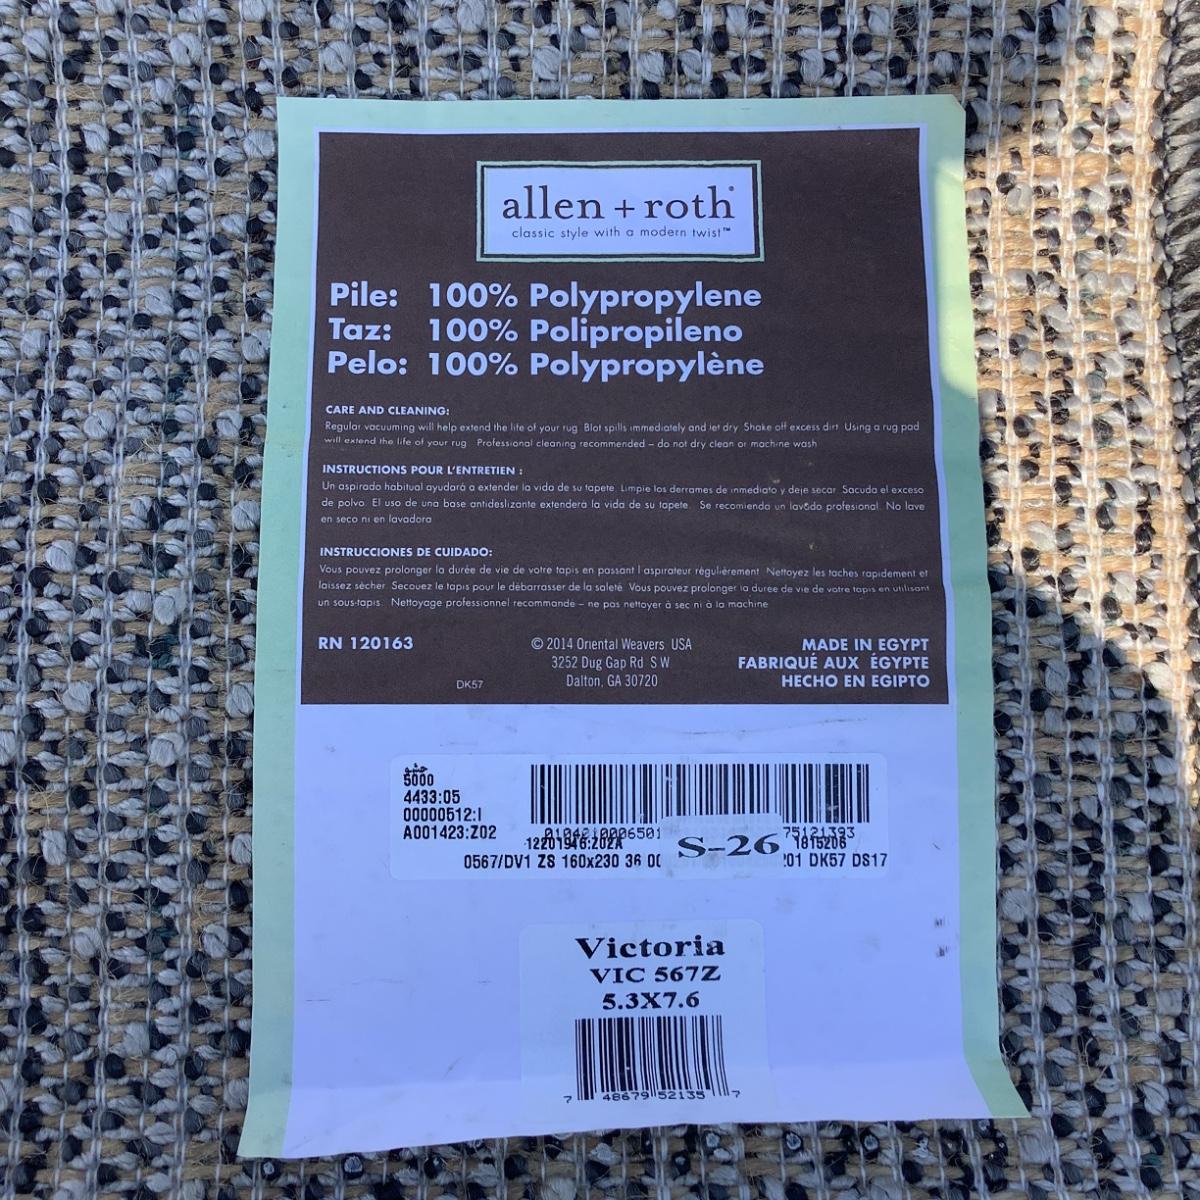 allen + roth®
classic style with a modern twist™
Pile: 100% Polypropylene
Taz: 100% Polipropileno
Pelo: 100% Polypropylène
CARE AND CLEANING:
Regular vacuuming will help extend the life of your rug Blot spills immediately and let dry Shake off excess dirt Using a rug pad
will extend the life of your rug Professional cleaning recommended – do not dry clean or machine wash
INSTRUCTIONS POUR L'ENTRETIEN :
Un aspirado habitual ayudará a extender la vida de su tapete Limpie los derrames de inmediato y deje secar Sacuda el exceso
de polvo. El uso de una base antideslizante extendera la vida de su tapete Se recomienda un lavado profesional. No lave
en seco ni en lavadora
INSTRUCCIONES DE CUIDADO:
Vous pouvez prolonger la durée de vie de votre tapis en passant l aspirateur régulièrement Nettoyez les taches rapidement et
laissez sècher Secouez le tapis pour le débarrasser de la saleté Vous pouvez prolonger la duree de vie de votre tapis en utilisant
un sous-tapis. Nettoyage professionnel recommandé – ne pas nettoyer à sec ni à la machine
RN 120163
© 2014 Oriental Weavers USA
3252 Dug Gap Rd S W
Dalton, GA 30720
DK57
MADE IN EGYPT
FABRIQUÉ AUX ÉGYPTE
HECHO EN EGIPTO
5000
4433:05
00000512:I
A001423:Z02
0104210006501 75121393
12201946:202A 1815206
S-26
0567/DV1 ZS 160x230 36 201 DK57 DS17
Victoria
VIC 567Z
5.3X7.6
7 48679 52135 7